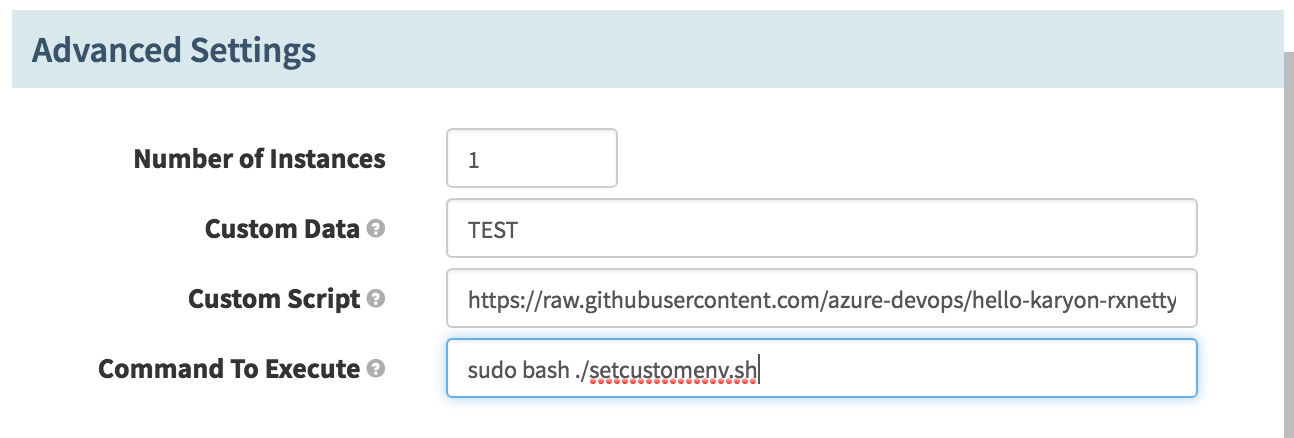 Advanced Settings
Number of Instances 1
Custom Data ? TEST
Custom Script ? https://raw.githubusercontent.com/azure-devops/hello-karyon-rxnetty
Command To Execute ? sudo bash ./setcustomenv.sh